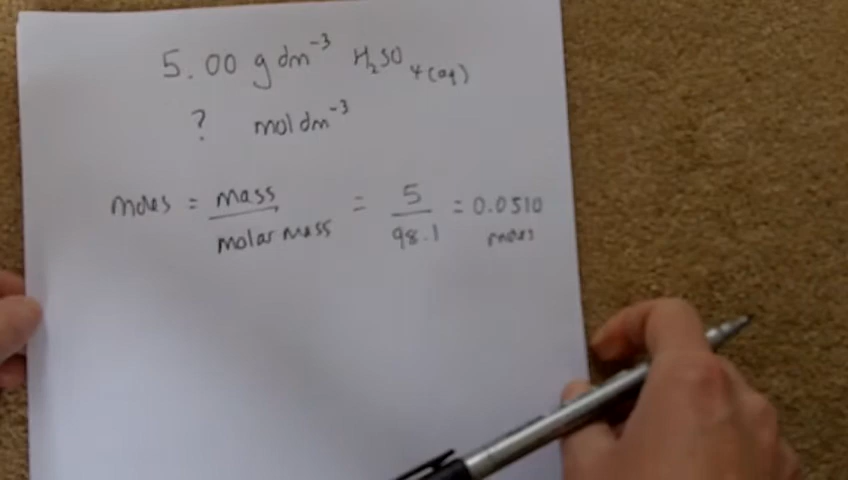 5.00 g dm⁻³ H₂SO₄(aq)
? mol dm⁻³
moles = mass / molar mass = 5 / 98.1 = 0.0510 moles